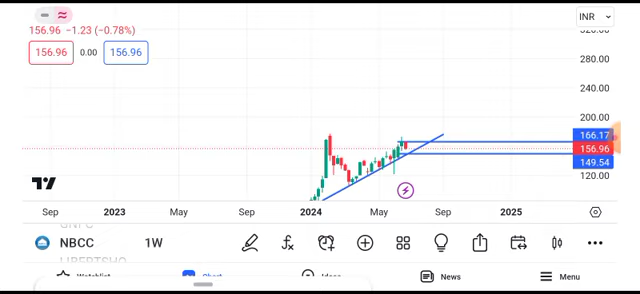 INR
320.00
156.96 −1.23 (−0.78%)
156.96 0.00 156.96
280.00
240.00
200.00
166.17
156.96
149.54
120.00
Sep 2023 May Sep 2024 May Sep 2025
GNFC
NBCC 1W
LIBERTSHO
Watchlist Chart Ideas News Menu